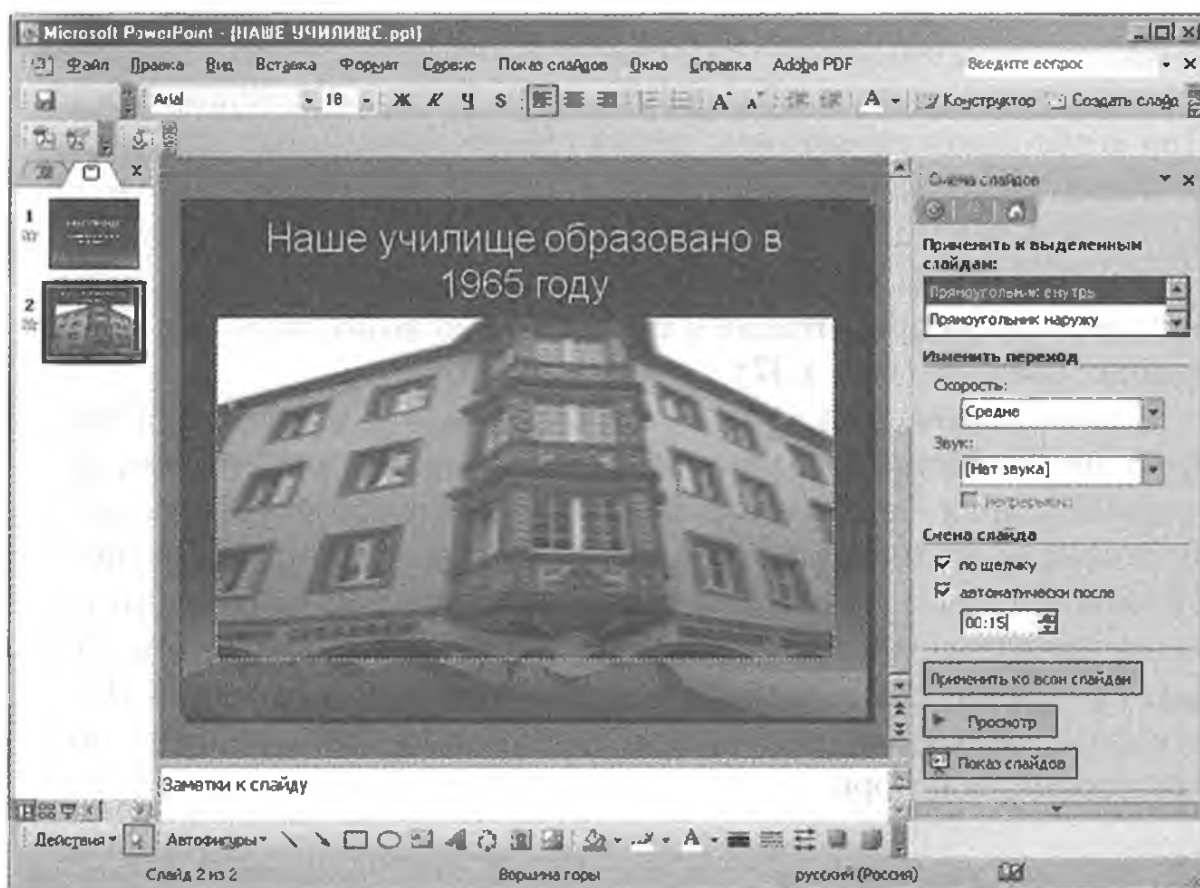 Microsoft PowerPoint - [НАШЕ УЧИЛИЩЕ.ppt]
Файл Правка Вид Вставка Формат Сервис Показ слайдов Окно Справка Adobe PDF Введите вопрос
Arial 18 Ж К Ч S A A A Конструктор Создать слайд
Смена слайдов
1
2
Наше училище образовано в
1965 году
Применить к выделенным
слайдам:
Прямоугольник внутрь
Прямоугольник наружу
Изменить переход
Скорость:
Средне
Звук:
[Нет звука]
непрерывно
Смена слайда
по щелчку
автоматически после
00:15
Применить ко всем слайдам
Просмотр
Показ слайдов
Заметки к слайду
Действия Автофигуры A
Слайд 2 из 2 Вершина горы русский (Россия)